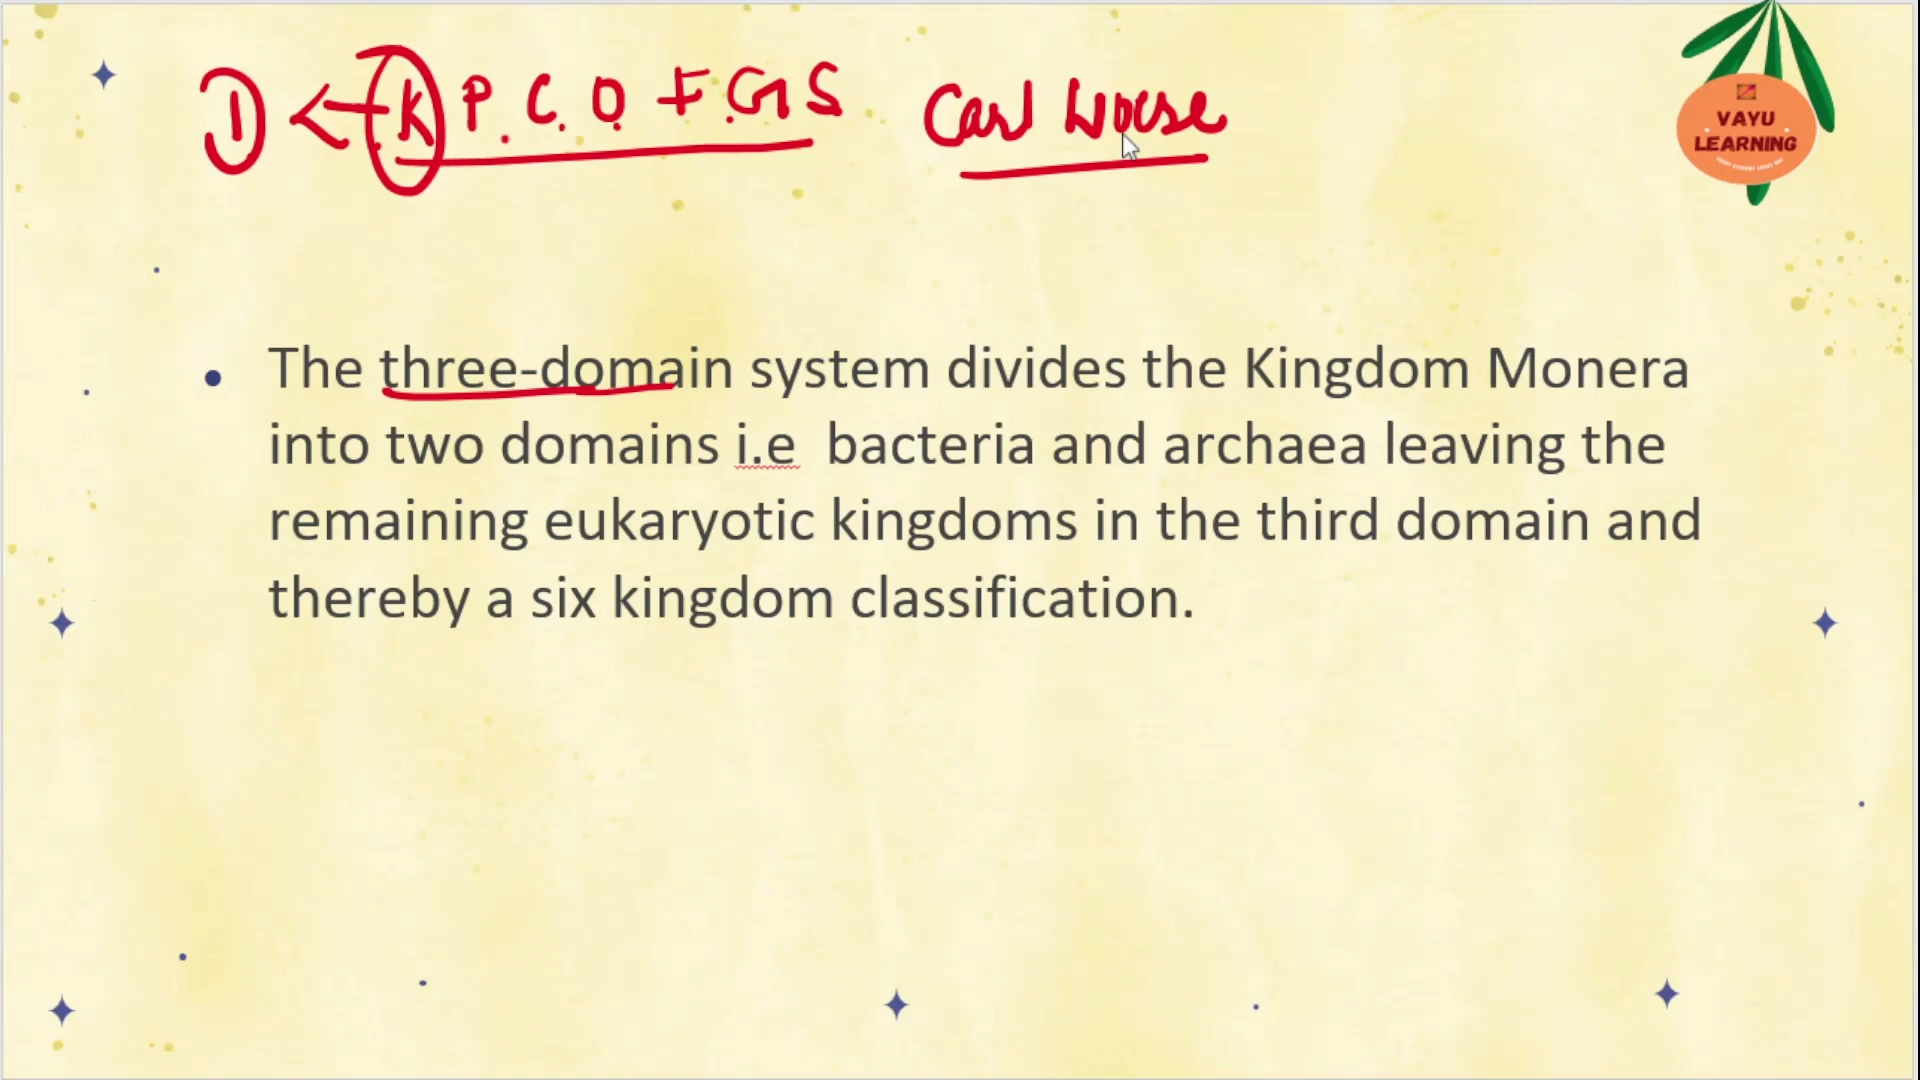 D ← K P. C. O. F. G S Carl Woese
VAYU
LEARNING
• The three-domain system divides the Kingdom Monera
into two domains i.e bacteria and archaea leaving the
remaining eukaryotic kingdoms in the third domain and
thereby a six kingdom classification.